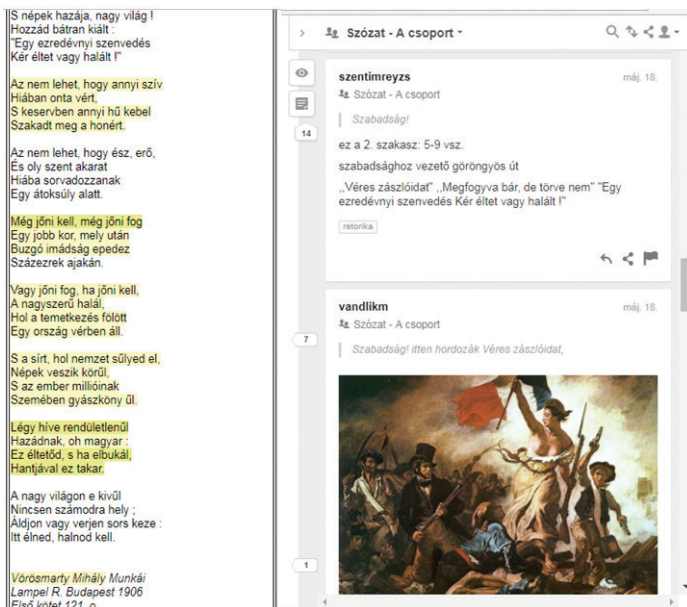 S népek hazája, nagy világ !
Hozzád bátran kiált :
"Egy ezredévnyi szenvedés
Kér éltet vagy halált !"
Az nem lehet, hogy annyi szív
Hiában onta vért,
S keservben annyi hű kebel
Szakadt meg a honért.
Az nem lehet, hogy ész, erő,
És oly szent akarat
Hiába sorvadozzanak
Egy átoksúly alatt.
Még jőni kell, még jőni fog
Egy jobb kor, mely után
Buzgó imádság epedez
Százezrek ajakán.
Vagy jőni fog, ha jőni kell,
A nagyszerű halál,
Hol a temetkezés fölött
Egy ország vérben áll.
S a sírt, hol nemzet sűlyed el,
Népek veszik körűl,
S az ember millióinak
Szemében gyászköny űl.
Légy híve rendületlenűl
Hazádnak, oh magyar :
Ez éltetőd, s ha elbukál,
Hantjával ez takar.
A nagy világon e kivűl
Nincsen számodra hely ;
Áldjon vagy verjen sors keze :
Itt élned, halnod kell.
Vörösmarty Mihály Munkái
Lampel R. Budapest 1906
Első kötet 121. o.
Szózat - A csoport
14
7
1
szentimreyzs
máj. 18.
Szózat - A csoport
Szabadság!
ez a 2. szakasz: 5-9 vsz.
szabadsághoz vezető göröngyös út
,,Véres zászlóidat" ,,Megfogyva bár, de törve nem" "Egy
ezredévnyi szenvedés Kér éltet vagy halált !"
retorika
vandlikm
máj. 18.
Szózat - A csoport
Szabadság! itten hordozák Véres zászlóidat,